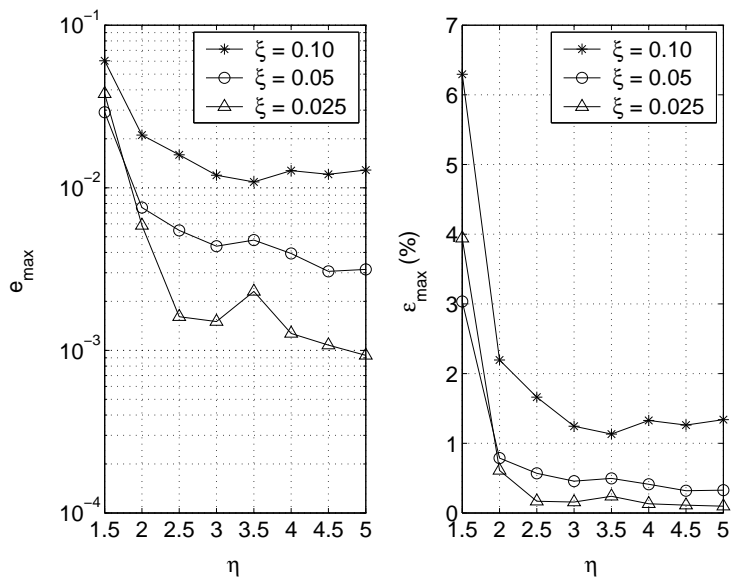 10⁻¹
10⁻²
10⁻³
10⁻⁴
e_max
ξ = 0.10
ξ = 0.05
ξ = 0.025
1.5 2 2.5 3 3.5 4 4.5 5
η
7
6
5
4
3
2
1
0
ε_max (%)
ξ = 0.10
ξ = 0.05
ξ = 0.025
1.5 2 2.5 3 3.5 4 4.5 5
η